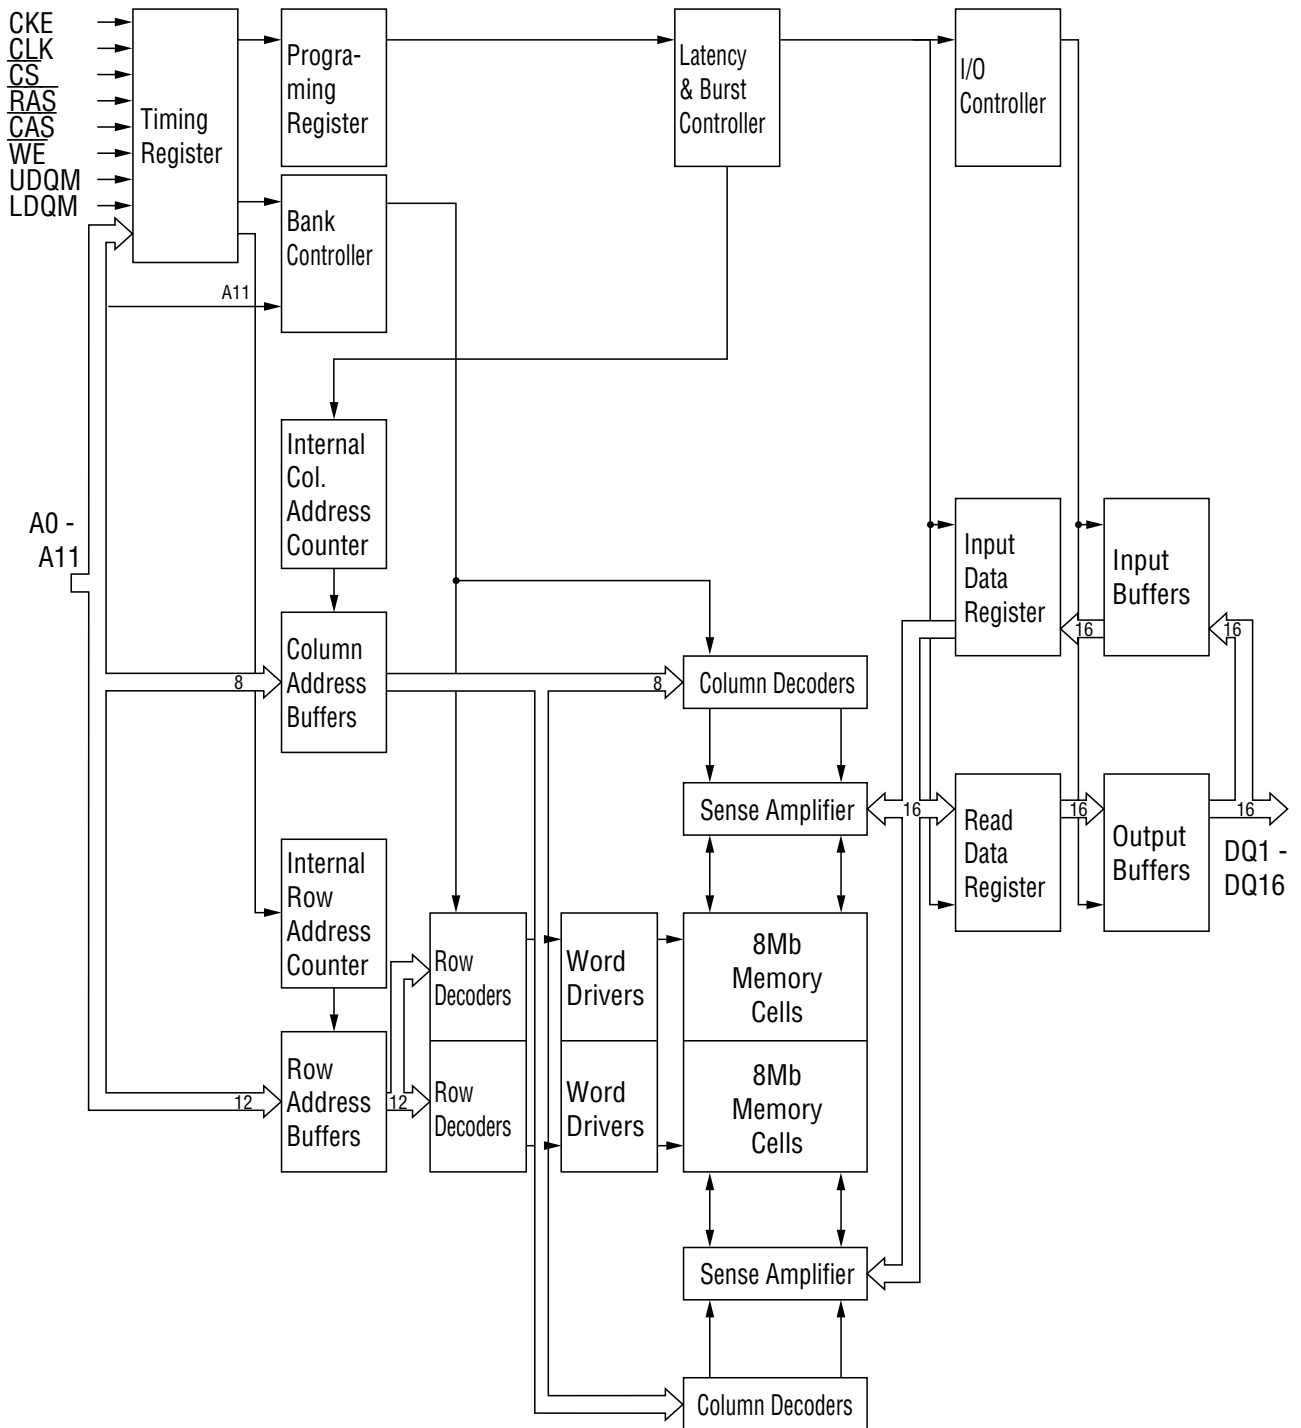 CKE
CLK
CS
RAS
CAS
WE
UDQM
LDQM
Timing
Register
Programing
Register
Latency
& Burst
Controller
I/O
Controller
Bank
Controller
A11
Internal
Col.
Address
Counter
A0 -
A11
Input
Data
Register
Input
Buffers
16
16
Column
Address
Buffers
8
8
Column Decoders
Sense Amplifier
16
Read
Data
Register
16
Output
Buffers
16
DQ1 -
DQ16
Internal
Row
Address
Counter
Row
Decoders
Word
Drivers
8Mb
Memory
Cells
Row
Address
Buffers
12
12
Row
Decoders
Word
Drivers
8Mb
Memory
Cells
Sense Amplifier
Column Decoders